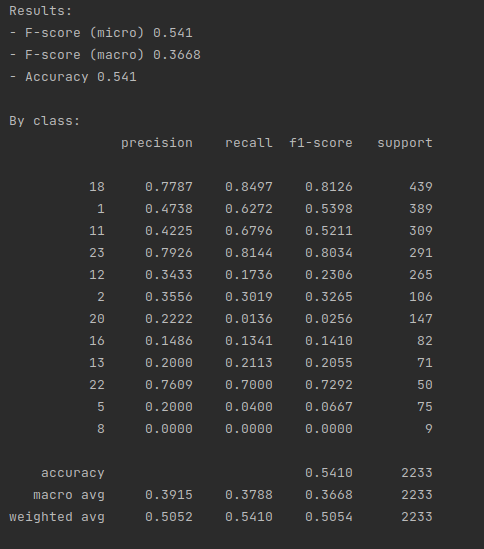 Results:
- F-score (micro) 0.541
- F-score (macro) 0.3668
- Accuracy 0.541
By class:
precision recall f1-score support
18 0.7787 0.8497 0.8126 439
1 0.4738 0.6272 0.5398 389
11 0.4225 0.6796 0.5211 309
23 0.7926 0.8144 0.8034 291
12 0.3433 0.1736 0.2306 265
2 0.3556 0.3019 0.3265 106
20 0.2222 0.0136 0.0256 147
16 0.1486 0.1341 0.1410 82
13 0.2000 0.2113 0.2055 71
22 0.7609 0.7000 0.7292 50
5 0.2000 0.0400 0.0667 75
8 0.0000 0.0000 0.0000 9
accuracy 0.5410 2233
macro avg 0.3915 0.3788 0.3668 2233
weighted avg 0.5052 0.5410 0.5054 2233